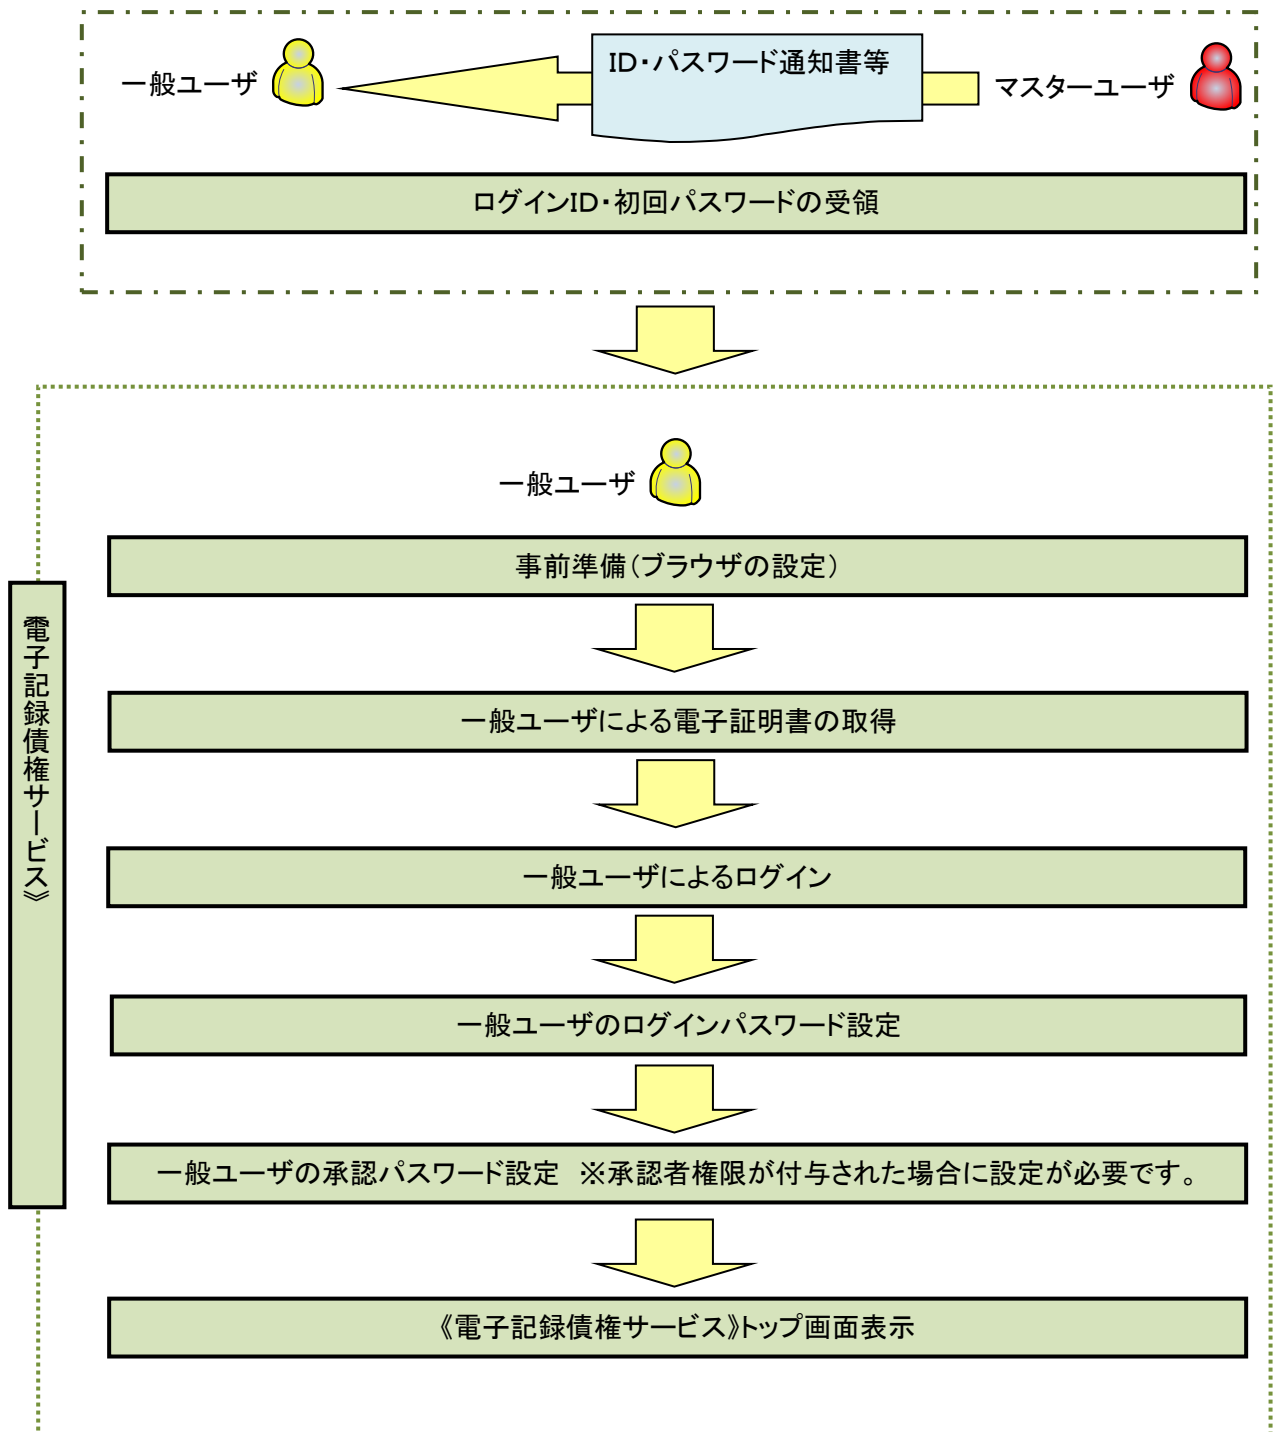 一般ユーザ
ID・パスワード通知書等
マスターユーザ
ログインID・初回パスワードの受領
一般ユーザ
事前準備（ブラウザの設定）
電子記録債権サービス》
一般ユーザによる電子証明書の取得
一般ユーザによるログイン
一般ユーザのログインパスワード設定
一般ユーザの承認パスワード設定　※承認者権限が付与された場合に設定が必要です。
《電子記録債権サービス》トップ画面表示